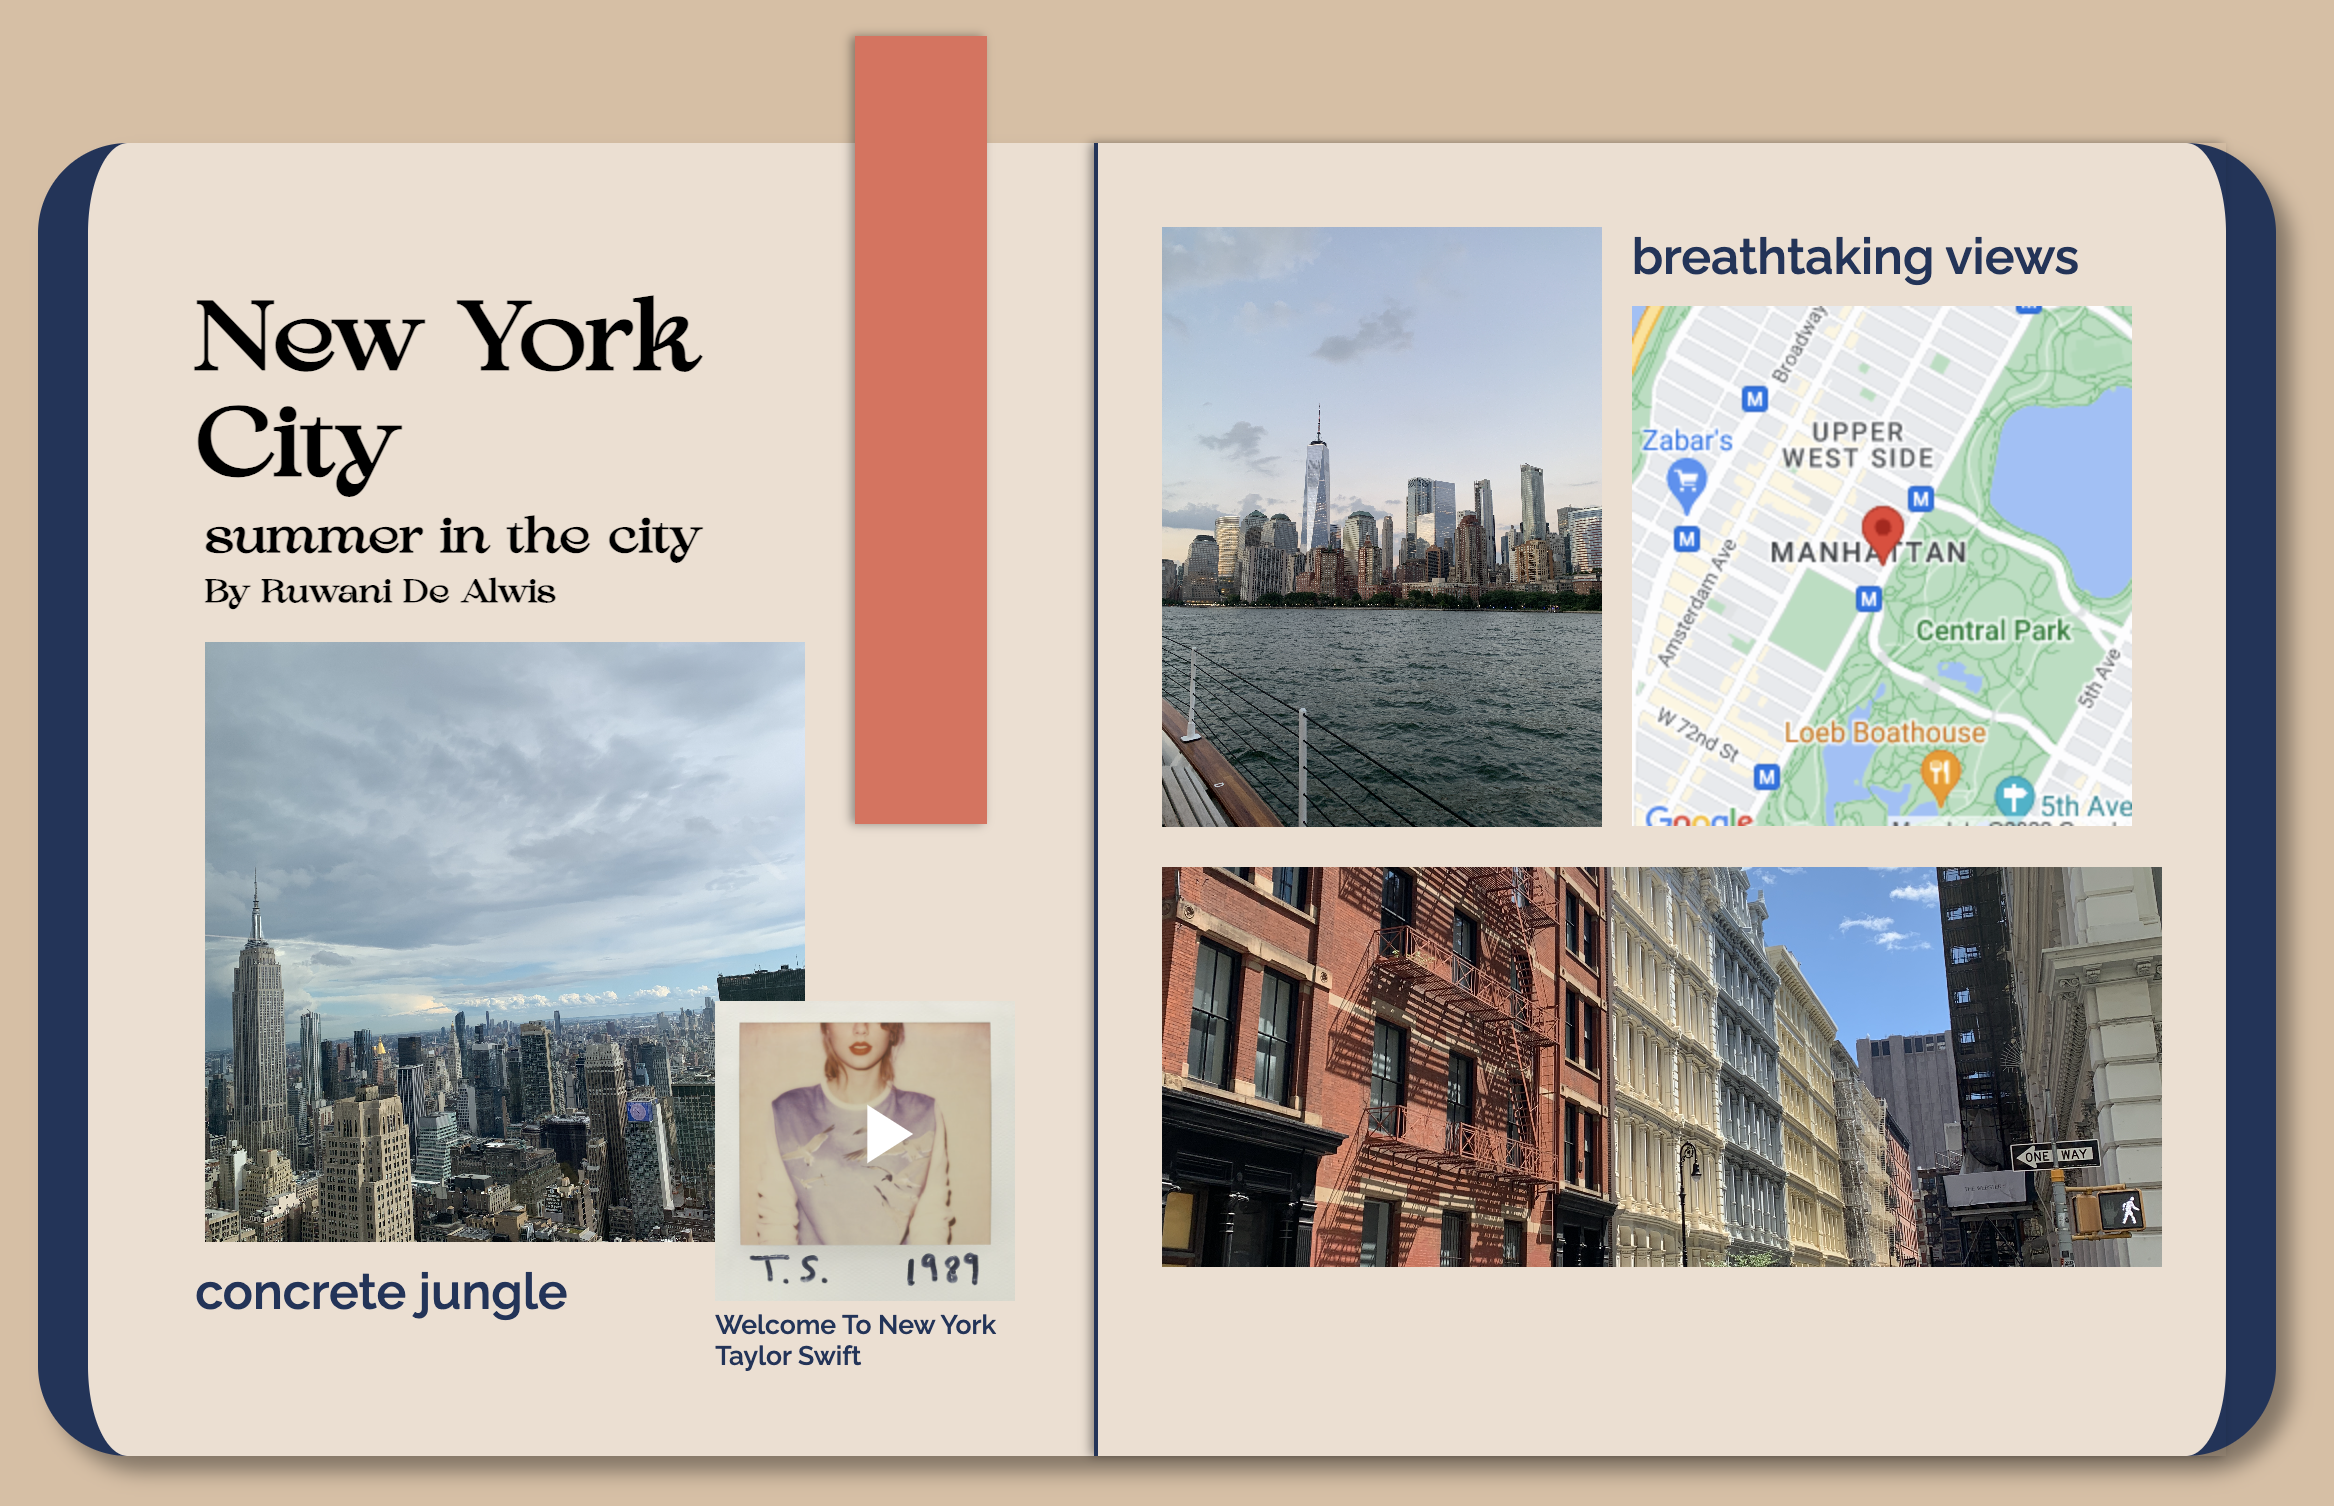 New York
City
summer in the city
By Ruwani De Alwis
concrete jungle
T.S. 1989
Welcome To New York
Taylor Swift
breathtaking views
Broadway
M
Zabar's
UPPER
WEST SIDE
M
M
MANHATTAN
M
Amsterdam Ave
Central Park
5th Ave
W 72nd St
Loeb Boathouse
M
5th Ave
Google
ONE WAY